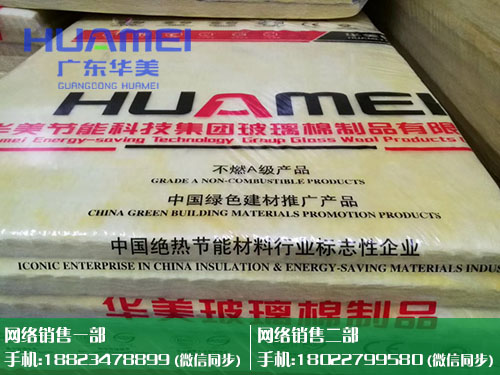 HUAMEI
广东华美
GUANGDONG HUAMEI
HUAMEI
华美节能科技集团玻璃棉制品有限
mei Energy-saving Technology Group Glass Wool Products
不燃A级产品
GRADE A NON-COMBUSTIBLE PRODUCTS
中国绿色建材推广产品
CHINA GREEN BUILDING MATERIALS PROMOTION PRODUCTS
中国绝热节能材料行业标志性企业
ICONIC ENTERPRISE IN CHINA INSULATION & ENERGY-SAVING MATERIALS INDUS
华美玻璃棉制品
网络销售一部
手机:18823478899 (微信同步)
网络销售二部
手机:18022799580 (微信同步)